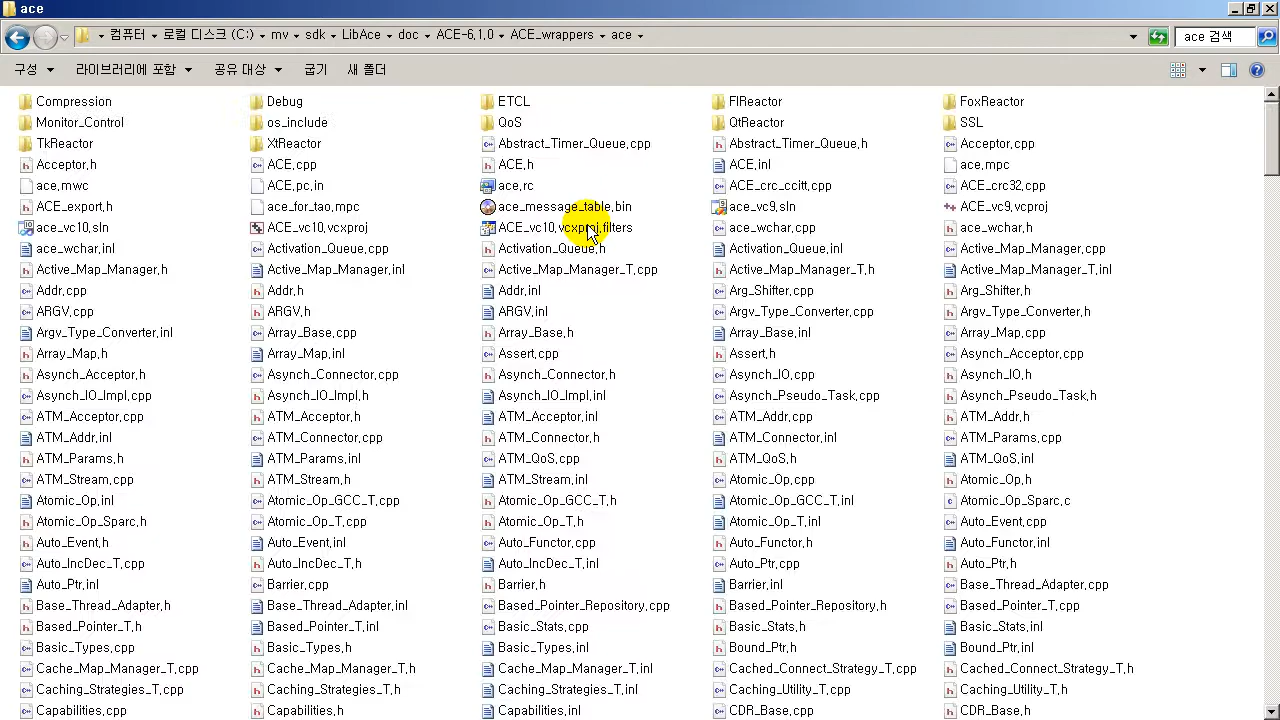 ace
컴퓨터 로컬 디스크 (C:) mv sdk LibAce doc ACE-6.1.0 ACE_wrappers ace ace 검색
구성 라이브러리에 포함 공유 대상 굽기 새 폴더
Compression Debug ETCL FlReactor FoxReactor
Monitor_Control os_include QoS QtReactor SSL
TkReactor XtReactor Abstract_Timer_Queue.cpp Abstract_Timer_Queue.h Acceptor.cpp
Acceptor.h ACE.cpp ACE.h ACE.inl ace.mpc
ace.mwc ACE.pc.in ace.rc ACE_crc_ccitt.cpp ACE_crc32.cpp
ACE_export.h ace_for_tao.mpc ace_message_table.bin ace_vc9.sln ACE_vc9.vcproj
ace_vc10.sln ACE_vc10.vcxproj ACE_vc10.vcxproj.filters ace_wchar.cpp ace_wchar.h
ace_wchar.inl Activation_Queue.cpp Activation_Queue.h Activation_Queue.inl Active_Map_Manager.cpp
Active_Map_Manager.h Active_Map_Manager.inl Active_Map_Manager_T.cpp Active_Map_Manager_T.h Active_Map_Manager_T.inl
Addr.cpp Addr.h Addr.inl Arg_Shifter.cpp Arg_Shifter.h
ARGV.cpp ARGV.h ARGV.inl Argv_Type_Converter.cpp Argv_Type_Converter.h
Argv_Type_Converter.inl Array_Base.cpp Array_Base.h Array_Base.inl Array_Map.cpp
Array_Map.h Array_Map.inl Assert.cpp Assert.h Asynch_Acceptor.cpp
Asynch_Acceptor.h Asynch_Connector.cpp Asynch_Connector.h Asynch_IO.cpp Asynch_IO.h
Asynch_IO_Impl.cpp Asynch_IO_Impl.h Asynch_IO_Impl.inl Asynch_Pseudo_Task.cpp Asynch_Pseudo_Task.h
ATM_Acceptor.cpp ATM_Acceptor.h ATM_Acceptor.inl ATM_Addr.cpp ATM_Addr.h
ATM_Addr.inl ATM_Connector.cpp ATM_Connector.h ATM_Connector.inl ATM_Params.cpp
ATM_Params.h ATM_Params.inl ATM_QoS.cpp ATM_QoS.h ATM_QoS.inl
ATM_Stream.cpp ATM_Stream.h ATM_Stream.inl Atomic_Op.cpp Atomic_Op.h
Atomic_Op.inl Atomic_Op_GCC_T.cpp Atomic_Op_GCC_T.h Atomic_Op_GCC_T.inl Atomic_Op_Sparc.c
Atomic_Op_Sparc.h Atomic_Op_T.cpp Atomic_Op_T.h Atomic_Op_T.inl Auto_Event.cpp
Auto_Event.h Auto_Event.inl Auto_Functor.cpp Auto_Functor.h Auto_Functor.inl
Auto_IncDec_T.cpp Auto_IncDec_T.h Auto_IncDec_T.inl Auto_Ptr.cpp Auto_Ptr.h
Auto_Ptr.inl Barrier.cpp Barrier.h Barrier.inl Base_Thread_Adapter.cpp
Base_Thread_Adapter.h Base_Thread_Adapter.inl Based_Pointer_Repository.cpp Based_Pointer_Repository.h Based_Pointer_T.cpp
Based_Pointer_T.h Based_Pointer_T.inl Basic_Stats.cpp Basic_Stats.h Basic_Stats.inl
Basic_Types.cpp Basic_Types.h Basic_Types.inl Bound_Ptr.h Bound_Ptr.inl
Cache_Map_Manager_T.cpp Cache_Map_Manager_T.h Cache_Map_Manager_T.inl Cached_Connect_Strategy_T.cpp Cached_Connect_Strategy_T.h
Caching_Strategies_T.cpp Caching_Strategies_T.h Caching_Strategies_T.inl Caching_Utility_T.cpp Caching_Utility_T.h
Capabilities.cpp Capabilities.h Capabilities.inl CDR_Base.cpp CDR_Base.h